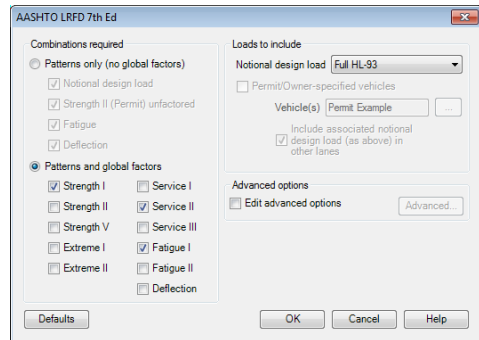 AASHTO LRFD 7th Ed
Combinations required
Patterns only (no global factors)
Notional design load
Strength II (Permit) unfactored
Fatigue
Deflection
Patterns and global factors
Strength I
Service I
Strength II
Service II
Strength V
Service III
Extreme I
Fatigue I
Extreme II
Fatigue II
Deflection
Loads to include
Notional design load Full HL-93
Permit/Owner-specified vehicles
Vehicle(s) Permit Example ...
Include associated notional
design load (as above) in
other lanes
Advanced options
Edit advanced options Advanced...
Defaults OK Cancel Help